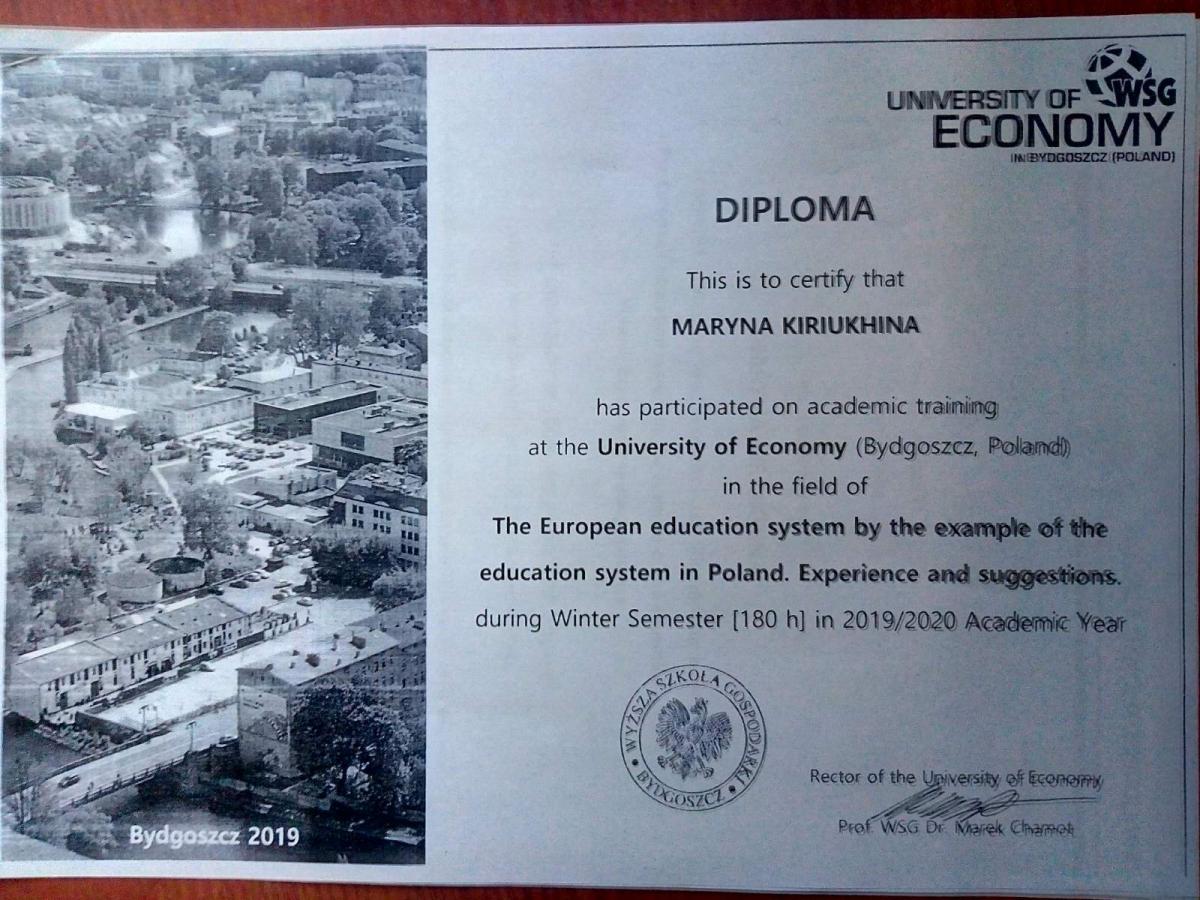 UNIVERSITY OF WSG
ECONOMY
IN BYDGOSZCZ (POLAND)
DIPLOMA
This is to certify that
MARYNA KIRIUKHINA
has participated on academic training
at the University of Economy (Bydgoszcz, Poland)
in the field of
The European education system by the example of the
education system in Poland. Experience and suggestions.
during Winter Semester [180 h] in 2019/2020 Academic Year
WYŻSZA SZKOŁA GOSPODARKI
BYDGOSZCZ
Rector of the University of Economy
Prof. WSG Dr. Marek Chamot
Bydgoszcz 2019